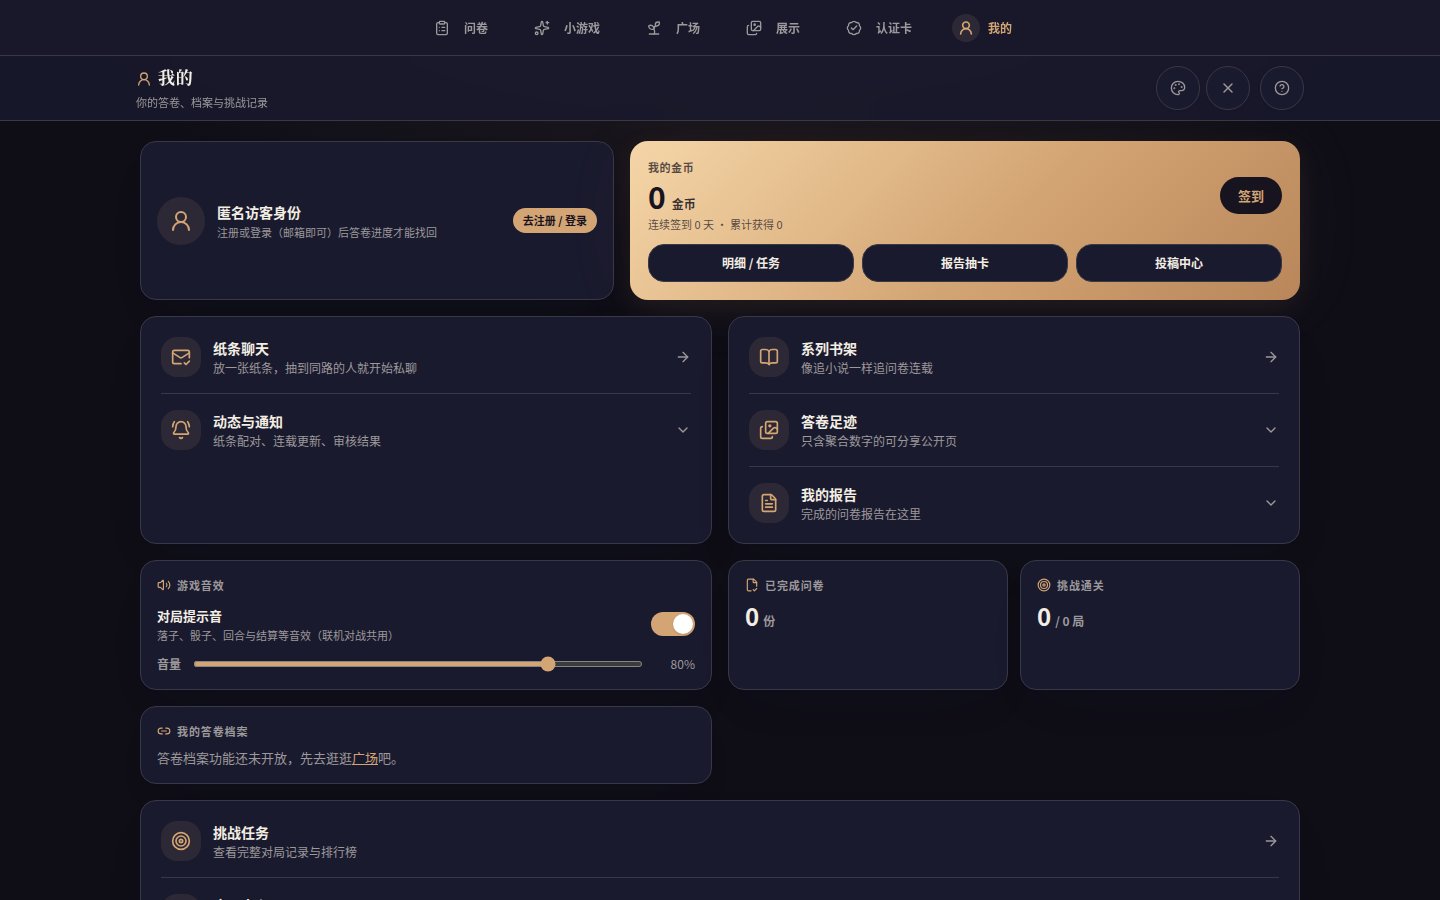 问卷
小游戏
广场
展示
认证卡
我的
我的
你的答卷、档案与挑战记录
匿名访客身份
注册或登录（邮箱即可）后答卷进度才能找回
去注册 / 登录
我的金币
0 金币
连续签到 0 天 · 累计获得 0
签到
明细 / 任务
报告抽卡
投稿中心
纸条聊天
放一张纸条，抽到同路的人就开始私聊
动态与通知
纸条配对、连载更新、审核结果
系列书架
像追小说一样追问卷连载
答卷足迹
只含聚合数字的可分享公开页
我的报告
完成的问卷报告在这里
游戏音效
对局提示音
落子、骰子、回合与结算等音效（联机对战共用）
音量
80%
已完成问卷
0 份
挑战通关
0 / 0 局
我的答卷档案
答卷档案功能还未开放，先去逛逛广场吧。
挑战任务
查看完整对局记录与排行榜